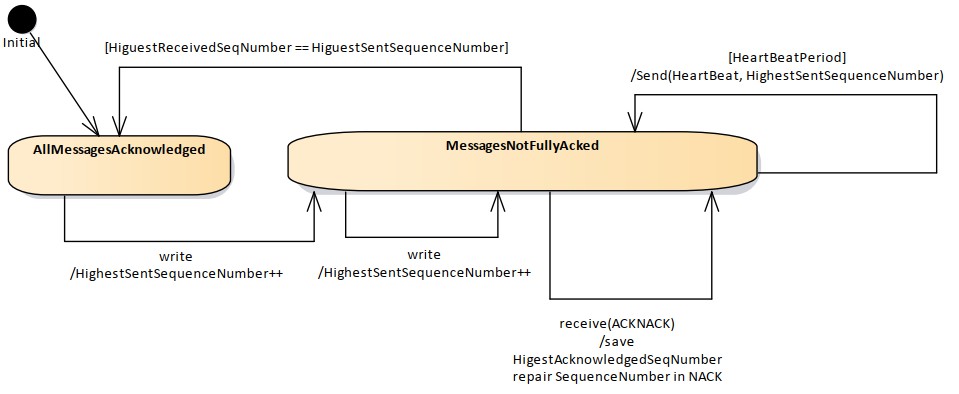 Initial
[HiguestReceivedSeqNumber == HiguestSentSequenceNumber]
[HeartBeatPeriod]
/Send(HeartBeat, HighestSentSequenceNumber)
AllMessagesAcknowledged
MessagesNotFullyAcked
write
/HighestSentSequenceNumber++
write
/HighestSentSequenceNumber++
receive(ACKNACK)
/save
HigestAcknowledgedSeqNumber
repair SequenceNumber in NACK